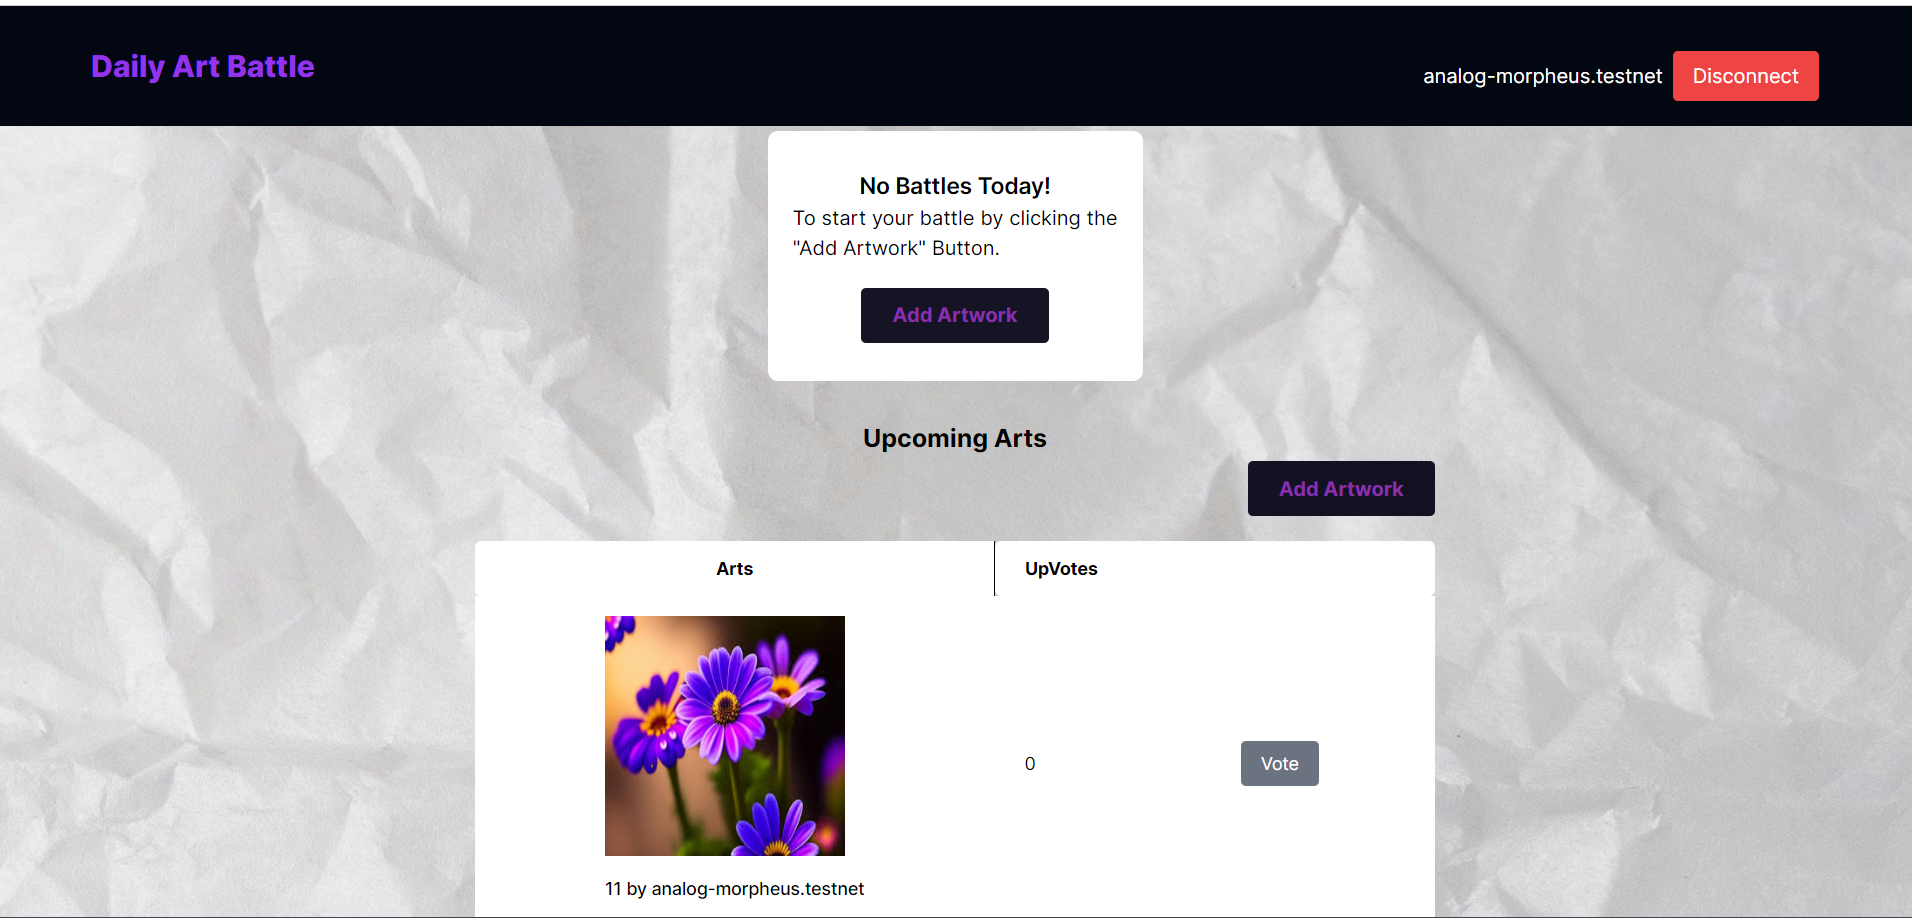 Daily Art Battle
analog-morpheus.testnet
Disconnect
No Battles Today!
To start your battle by clicking the
"Add Artwork" Button.
Add Artwork
Upcoming Arts
Add Artwork
Arts
UpVotes
0
Vote
11 by analog-morpheus.testnet